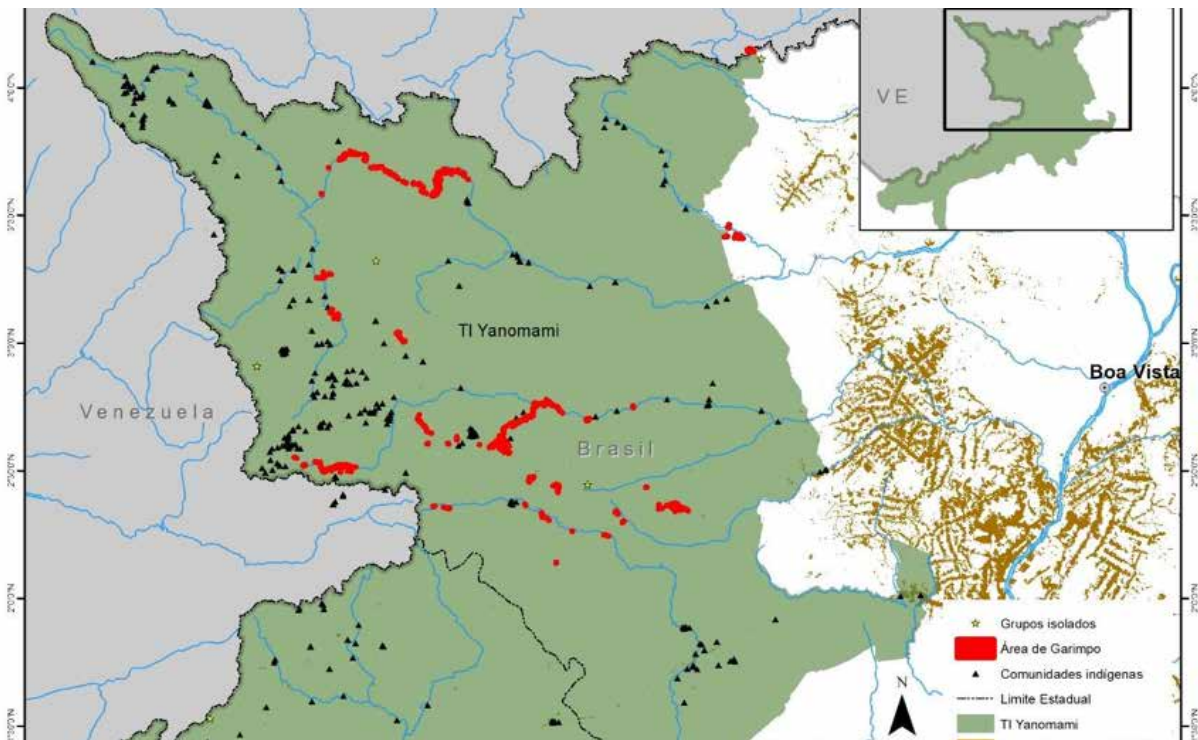 VE
TI Yanomami
Boa Vista
Venezuela
Brasil
Grupos isolados
Área de Garimpo
Comunidades indígenas
N
Limite Estadual
TI Yanomami